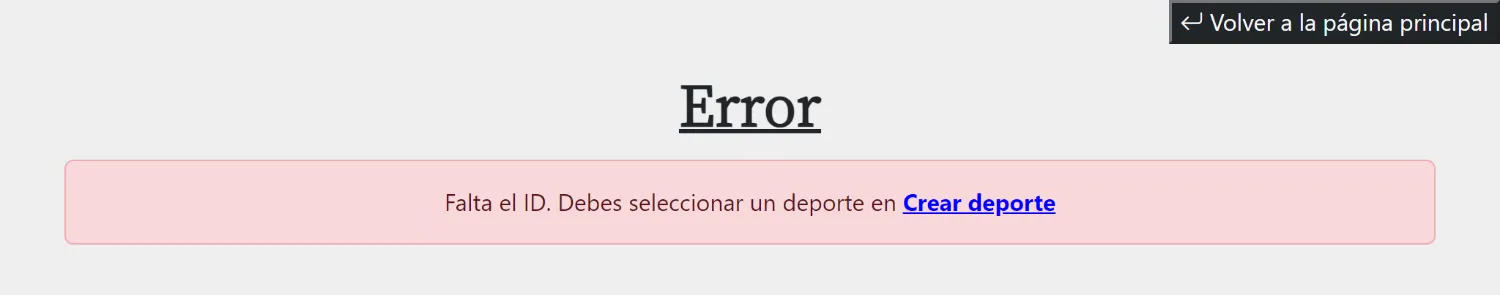 Volver a la página principal
Error
Falta el ID. Debes seleccionar un deporte en Crear deporte